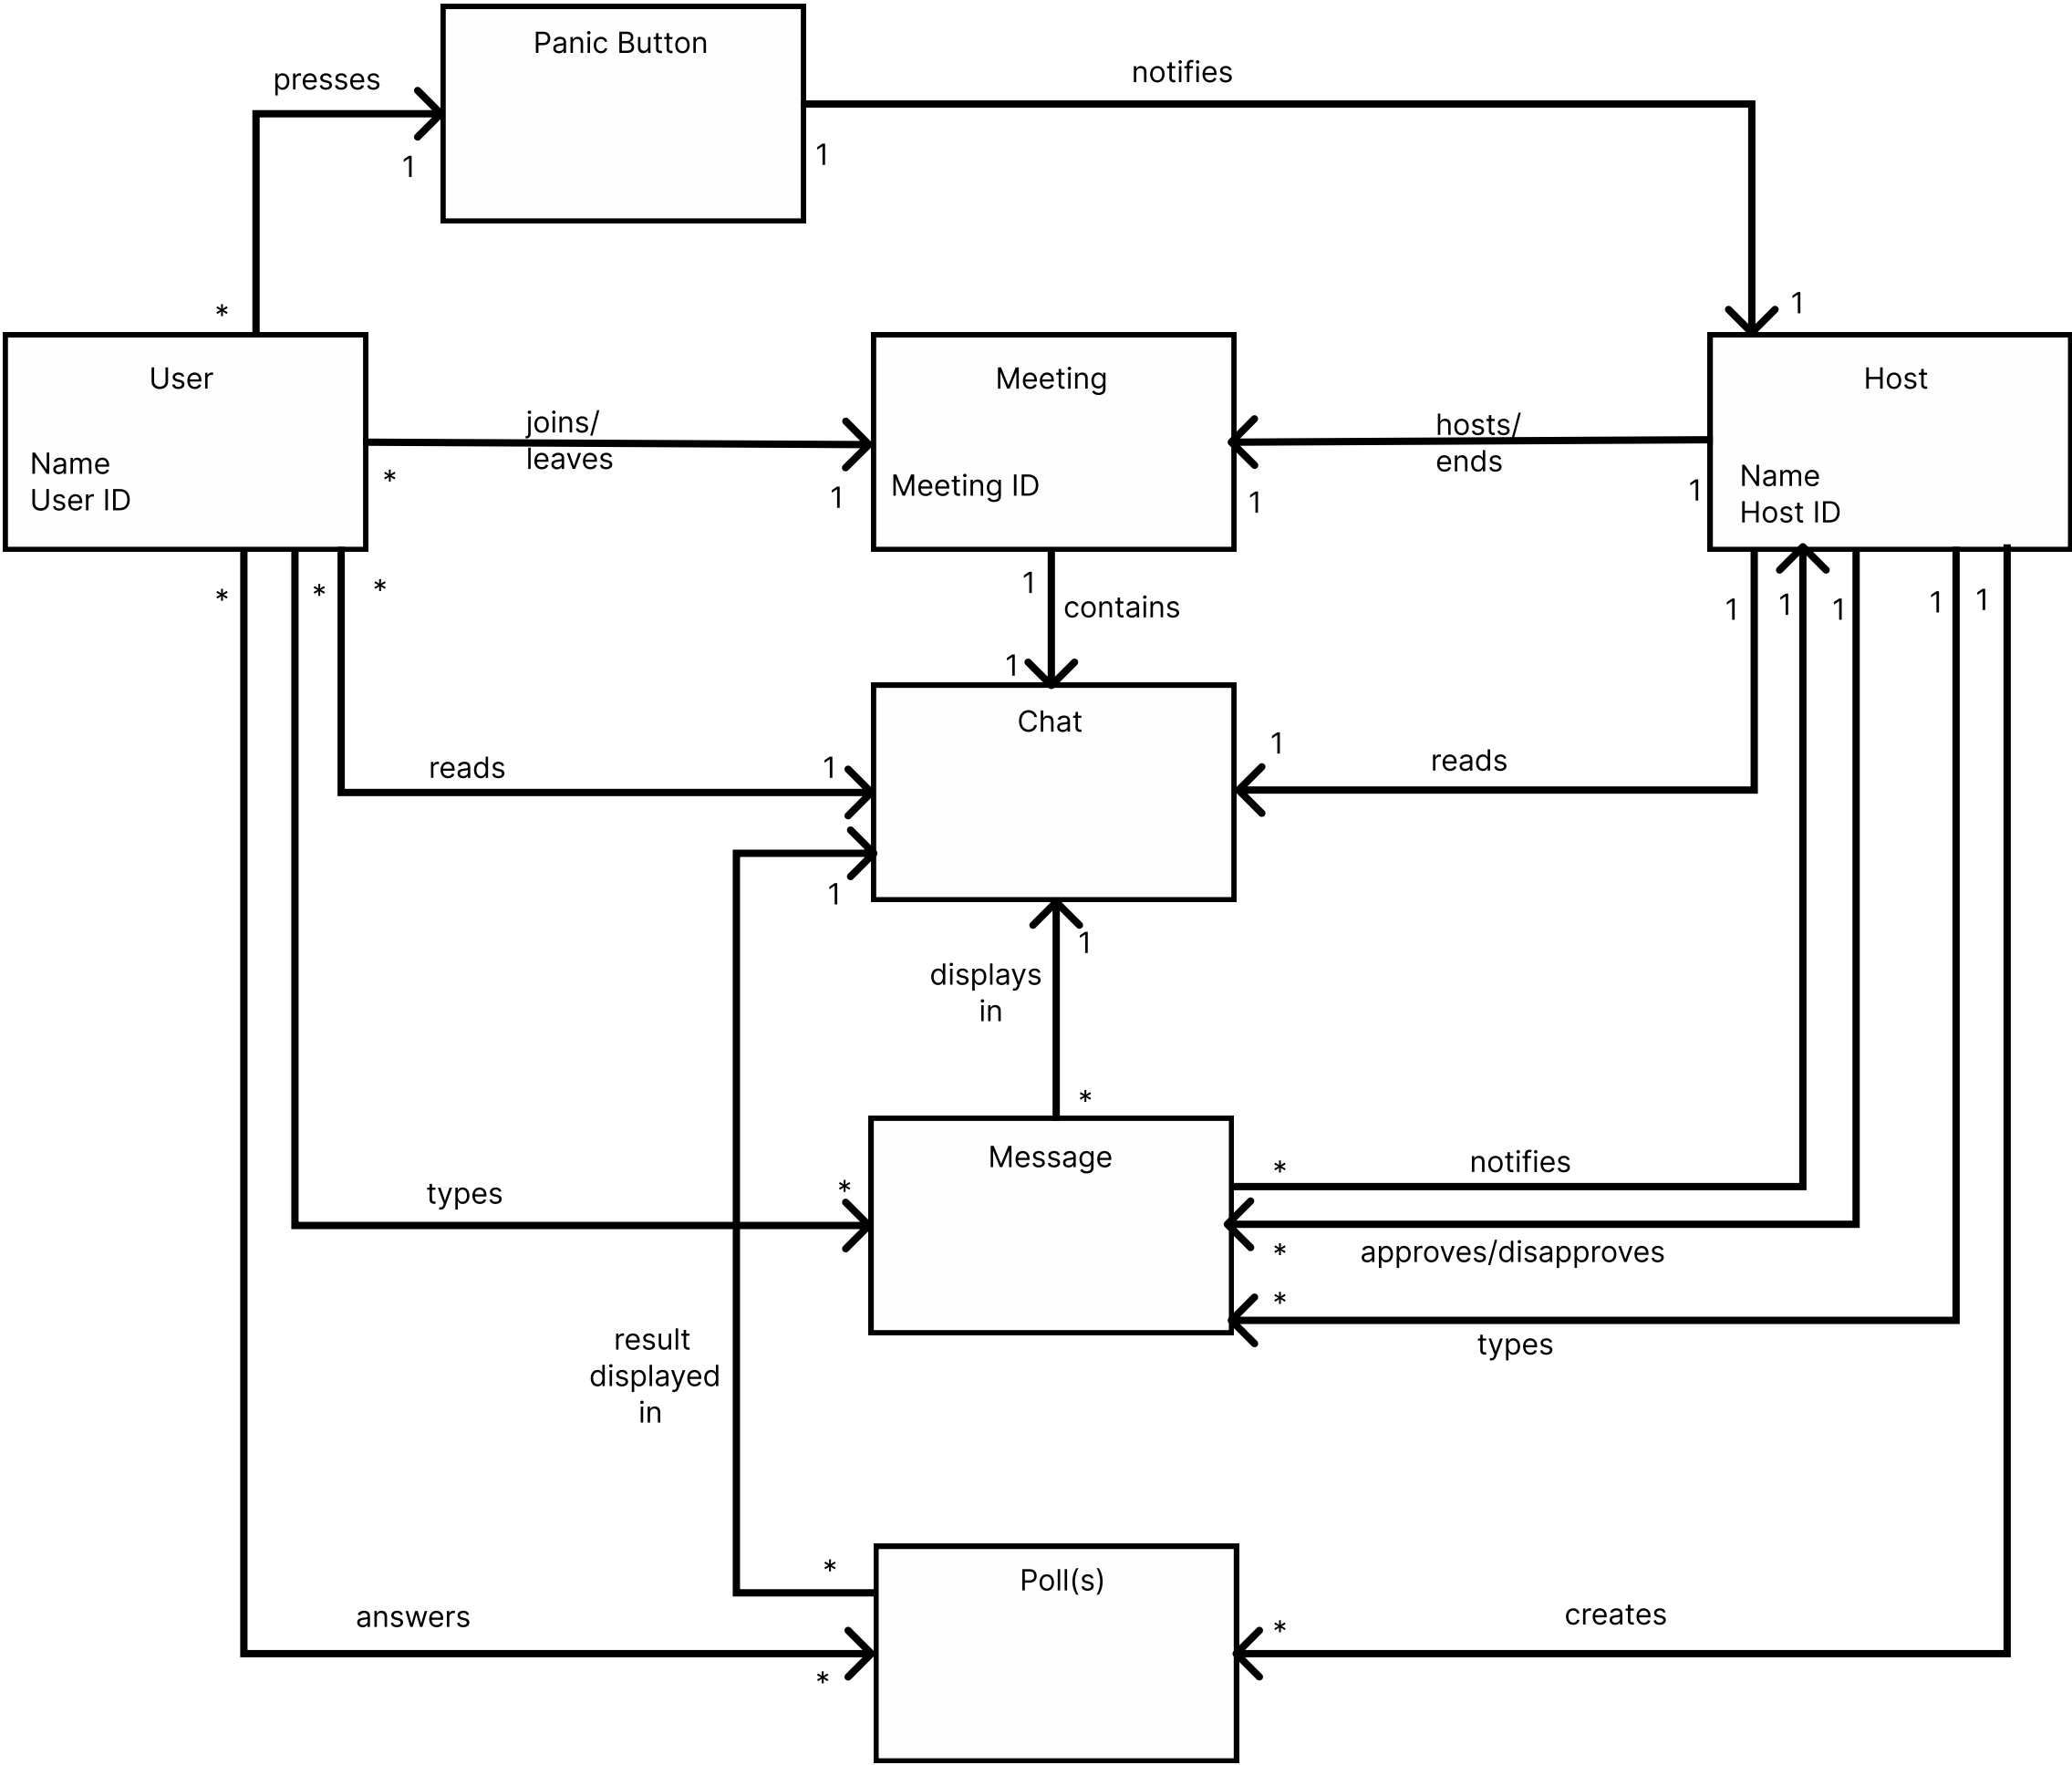 Panic Button
presses
notifies
1
1
*
1
User
Meeting
Host
joins/
leaves
hosts/
ends
Name
User ID
*
1
Meeting ID
1
1
Name
Host ID
*
*
*
1
contains
1
1
1
1
1
1
Chat
reads
1
1
reads
1
1
displays
in
*
Message
types
*
*
notifies
*
approves/disapproves
*
types
result
displayed
in
*
Poll(s)
answers
*
*
creates